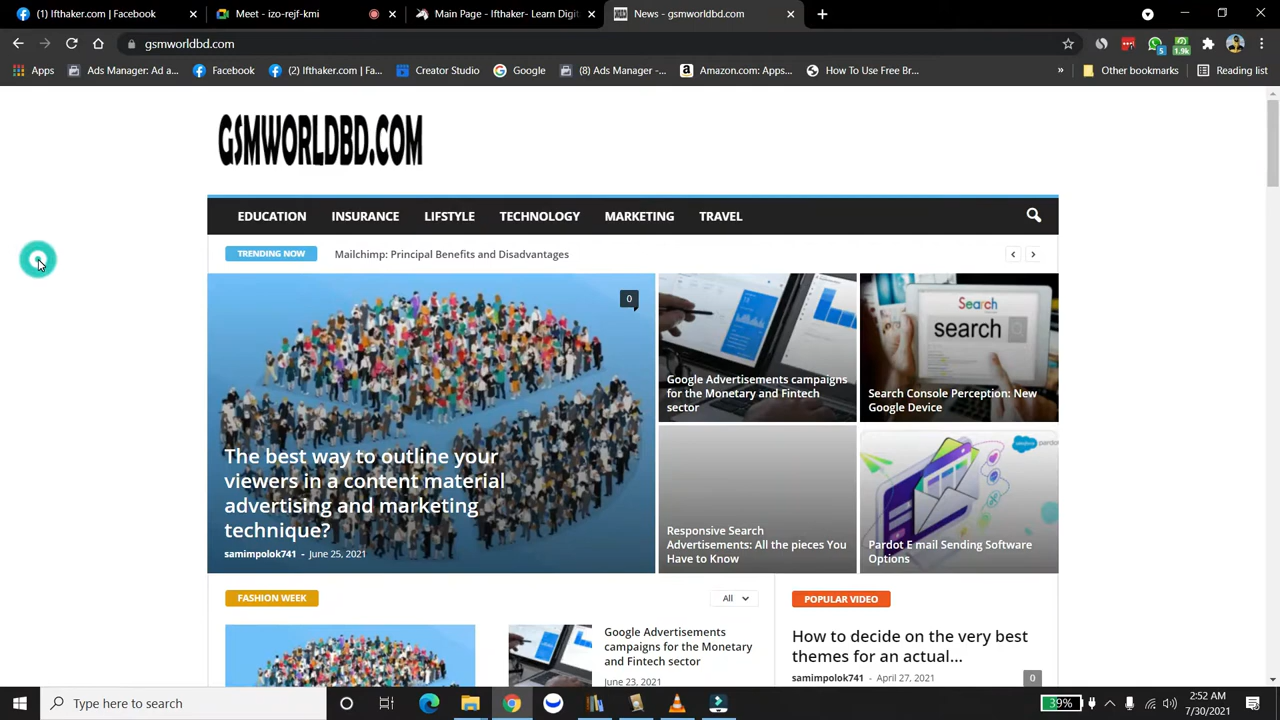 Facebook
Meet - izo-rejf-kmi
Main Page - Ifthaker- Learn Digit
News - gsmworldbd.com
gsmworldbd.com
5
1.9k
Apps
Ads Manager: Ad a...
Facebook
(2) Ifthaker.com | Fa...
Creator Studio
Google
(8) Ads Manager -...
Amazon.com: Apps...
How To Use Free Br...
»
Other bookmarks
Reading list
GSMWORLDBD.COM
EDUCATION
INSURANCE
LIFSTYLE
TECHNOLOGY
MARKETING
TRAVEL
TRENDING NOW
Mailchimp: Principal Benefits and Disadvantages
0
The best way to outline your
viewers in a content material
advertising and marketing
technique?
samimpolok741 - June 25, 2021
Google Advertisements campaigns
for the Monetary and Fintech
sector
Search
search
Search Console Perception: New
Google Device
Responsive Search
Advertisements: All the pieces You
Have to Know
Pardot E mail Sending Software
Options
FASHION WEEK
All
Google Advertisements
campaigns for the Monetary
and Fintech sector
June 23, 2021
POPULAR VIDEO
How to decide on the very best
themes for an actual...
samimpolok741 - April 27, 2021
0
Type here to search
39%
2:52 AM
7/30/2021